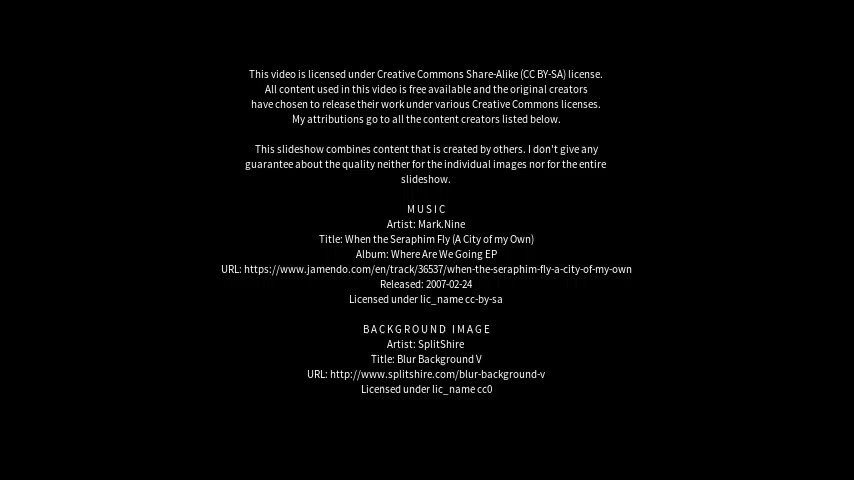 This video is licensed under Creative Commons Share-Alike (CC BY-SA) license.
All content used in this video is free available and the original creators
have chosen to release their work under various Creative Commons licenses.
My attributions go to all the content creators listed below.
This slideshow combines content that is created by others. I don't give any
guarantee about the quality neither for the individual images nor for the entire
slideshow.
MUSIC
Artist: Mark.Nine
Title: When the Seraphim Fly (A City of my Own)
Album: Where Are We Going EP
URL: https://www.jamendo.com/en/track/36537/when-the-seraphim-fly-a-city-of-my-own
Released: 2007-02-24
Licensed under lic_name cc-by-sa
BACKGROUND IMAGE
Artist: SplitShire
Title: Blur Background V
URL: http://www.splitshire.com/blur-background-v
Licensed under lic_name cc0